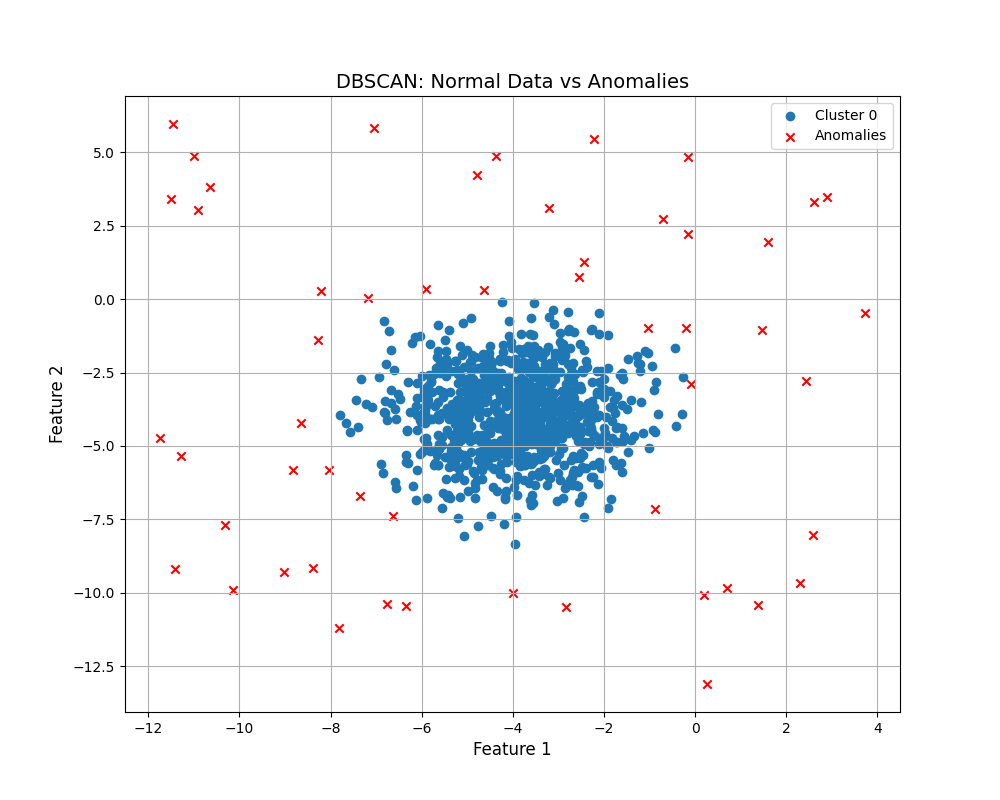 DBSCAN: Normal Data vs Anomalies
Cluster 0
Anomalies
5.0
2.5
0.0
−2.5
−5.0
−7.5
−10.0
−12.5
Feature 2
−12 −10 −8 −6 −4 −2 0 2 4
Feature 1